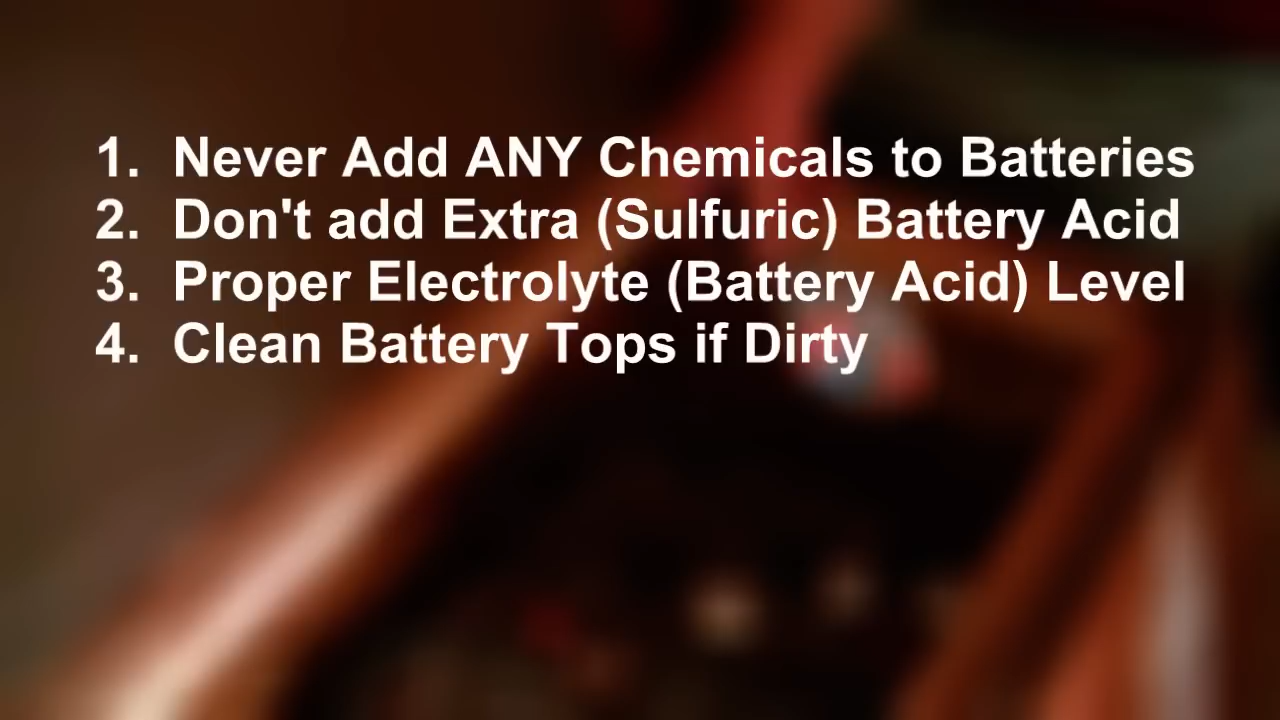 1. Never Add ANY Chemicals to Batteries
2. Don't add Extra (Sulfuric) Battery Acid
3. Proper Electrolyte (Battery Acid) Level
4. Clean Battery Tops if Dirty